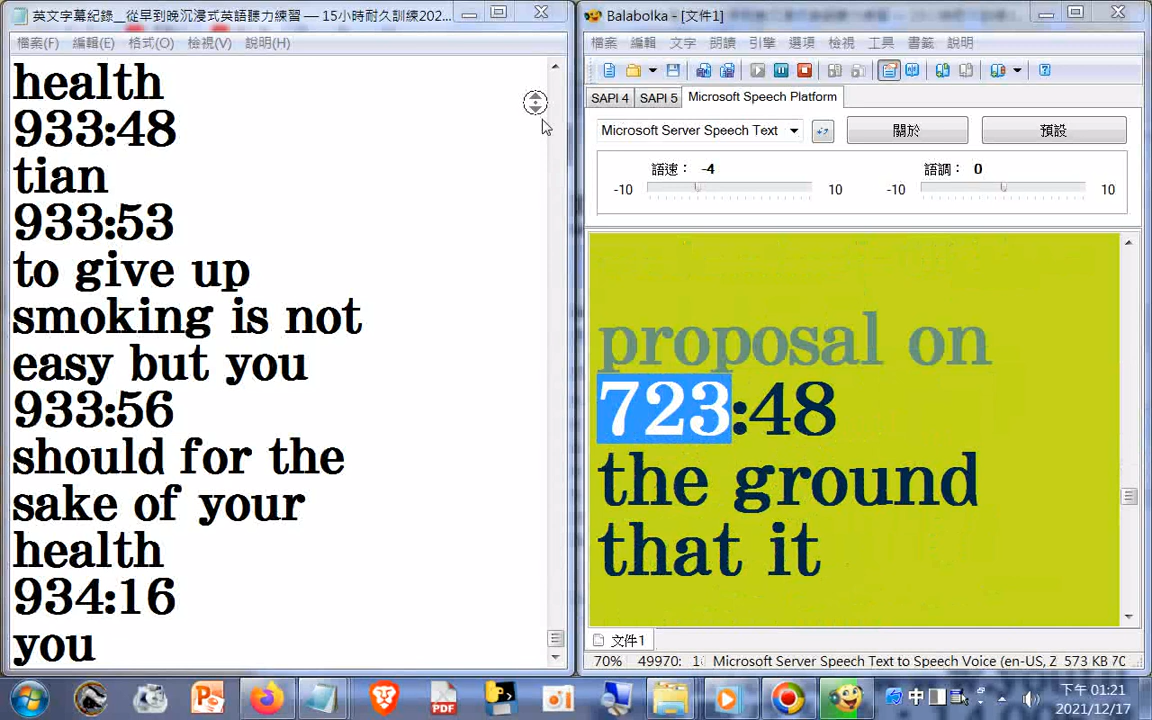 英文字幕紀錄__從早到晚沉浸式英語聽力練習 — 15小時耐久訓練202...
檔案(F) 編輯(E) 格式(O) 檢視(V) 說明(H)
health
933:48
tian
933:53
to give up
smoking is not
easy but you
933:56
should for the
sake of your
health
934:16
you
Balabolka - [文件1]
檔案 編輯 文字 朗讀 引擎 選項 檢視 工具 書籤 說明
SAPI 4 SAPI 5 Microsoft Speech Platform
Microsoft Server Speech Text 關於 預設
語速： -4 語調： 0
-10 10 -10 10
proposal on
723:48
the ground
that it
文件1
70% 49970: 1 Microsoft Server Speech Text to Speech Voice (en-US, Z 573 KB 70
中 下午 01:21
2021/12/17